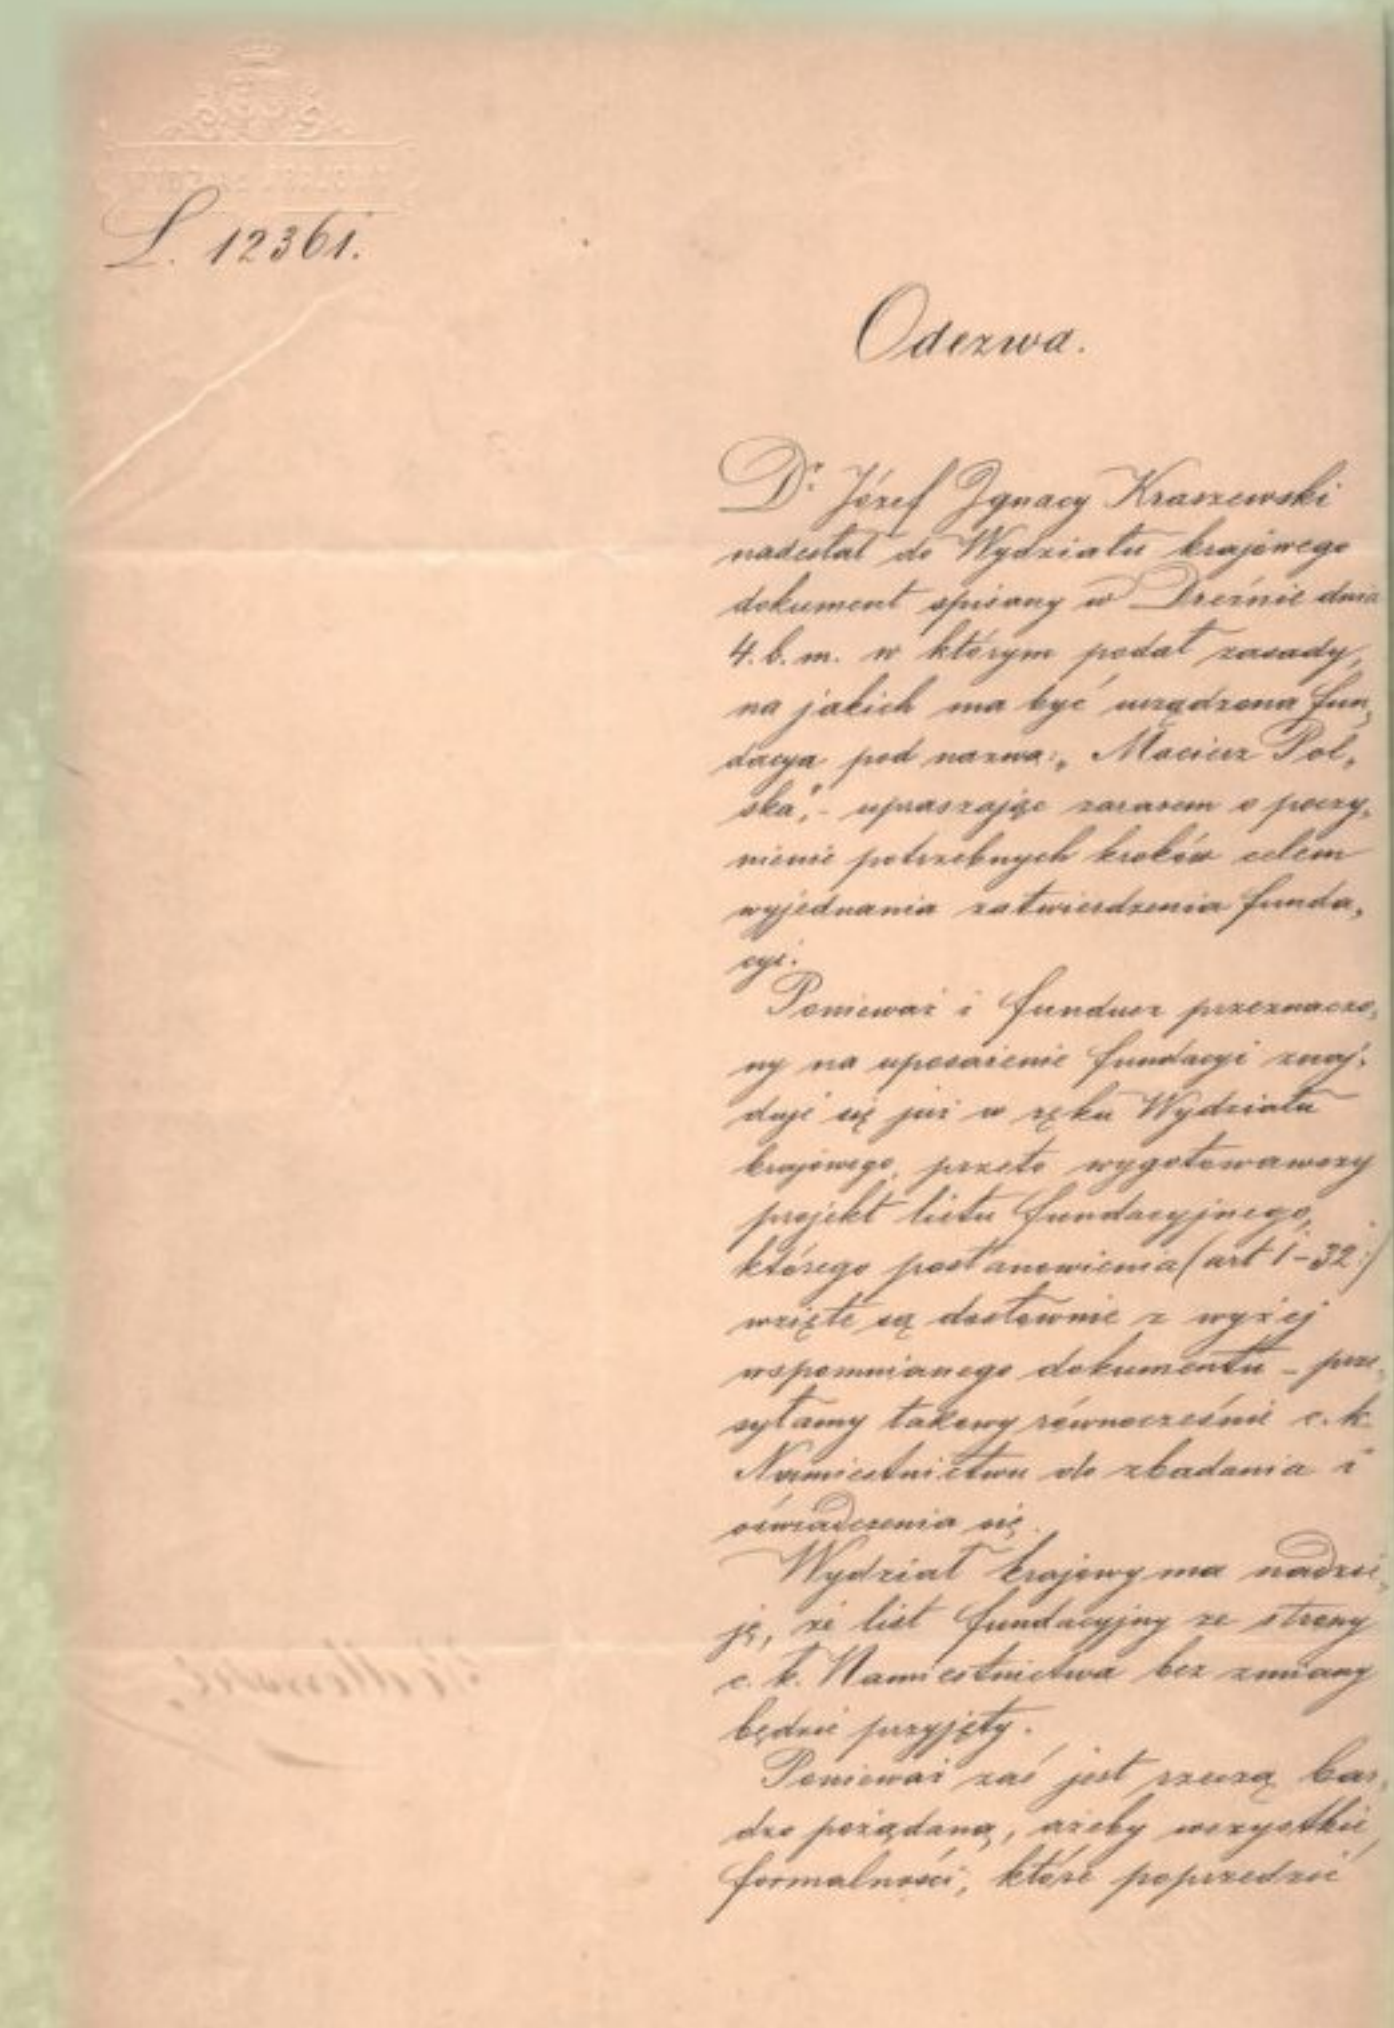 WYDZIAŁ KRAJOWY
L. 12361.
Odezwa.
Dr. Józef Ignacy Kraszewski
nadesłał do Wydziału krajowego
dokument spisany w Dreźnie dnia
4. b. m. w którym podał zasady,
na jakich ma być urządzona fun„
dacya pod nazwą: „Macierz Pol„
ska", - upraszając zarazem o poczy„
nienie potrzebnych kroków celem
wyjednania zatwierdzenia funda„
cyi.
Ponieważ i fundusz przeznaczo„
ny na uposażenie fundacyi znaj„
duje się już w ręku Wydziału
krajowego, przeto wygotowawszy
projekt listu fundacyjnego,
którego postanowienia (art 1-32:)
wzięte są dosłownie z wyżej
wspomnianego dokumentu - prze„
syłamy takowy równocześnie c. k.
Namiestnictwu do zbadania i
oświadczenia się.
Wydział krajowy ma nadzie„
ję, że list fundacyjny ze strony
c. k. Namiestnictwa bez zmiany
będzie przyjęty.
Ponieważ zaś jest rzeczą bar„
dzo pożądaną, ażeby wszystkie
formalności, które poprzedzić